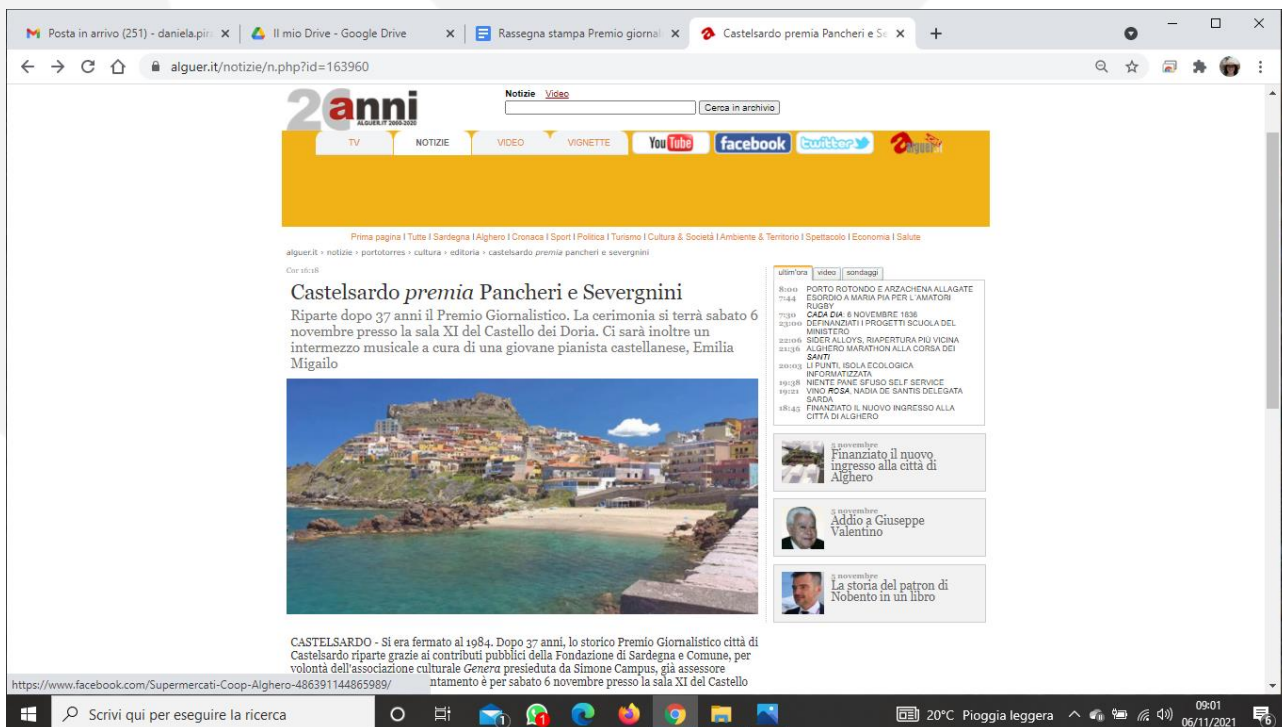 Posta in arrivo (251) - daniela.pir
Il mio Drive - Google Drive
Rassegna stampa Premio giornal
Castelsardo premia Pancheri e Se
alguer.it/notizie/n.php?id=163960
20anni
ALGUER.IT 2000-2020
Notizie Video
Cerca in archivio
TV NOTIZIE VIDEO VIGNETTE You Tube facebook twitter alguer.it
Prima pagina I Tutte I Sardegna I Alghero I Cronaca I Sport I Politica I Turismo I Cultura & Società I Ambiente & Territorio I Spettacolo I Economia I Salute
alguer.it › notizie › portotorres › cultura › editoria › castelsardo premia pancheri e severgnini
Cor 16:18
Castelsardo premia Pancheri e Severgnini
Riparte dopo 37 anni il Premio Giornalistico. La cerimonia si terrà sabato 6
novembre presso la sala XI del Castello dei Doria. Ci sarà inoltre un
intermezzo musicale a cura di una giovane pianista castellanese, Emilia
Migailo
CASTELSARDO - Si era fermato al 1984. Dopo 37 anni, lo storico Premio Giornalistico città di
Castelsardo riparte grazie ai contributi pubblici della Fondazione di Sardegna e Comune, per
volontà dell'associazione culturale Genera presieduta da Simone Campus, già assessore
ntamento è per sabato 6 novembre presso la sala XI del Castello
ultim'ora video sondaggi
8:00 PORTO ROTONDO E ARZACHENA ALLAGATE
7:44 ESORDIO A MARIA PIA PER L'AMATORI
RUGBY
7:30 CADA DIA: 6 NOVEMBRE 1836
23:00 DEFINANZIATI I PROGETTI SCUOLA DEL
MINISTERO
22:06 SIDER ALLOYS, RIAPERTURA PIÙ VICINA
21:36 ALGHERO MARATHON ALLA CORSA DEI
SANTI
20:03 LI PUNTI, ISOLA ECOLOGICA
INFORMATIZZATA
19:38 NIENTE PANE SFUSO SELF SERVICE
19:21 VINO ROSA, NADIA DE SANTIS DELEGATA
SARDA
18:45 FINANZIATO IL NUOVO INGRESSO ALLA
CITTÀ DI ALGHERO
5 novembre
Finanziato il nuovo
ingresso alla città di
Alghero
5 novembre
Addio a Giuseppe
Valentino
5 novembre
La storia del patron di
Nobento in un libro
https://www.facebook.com/Supermercati-Coop-Alghero-486391144865989/
Scrivi qui per eseguire la ricerca
20°C Pioggia leggera
09:01
06/11/2021